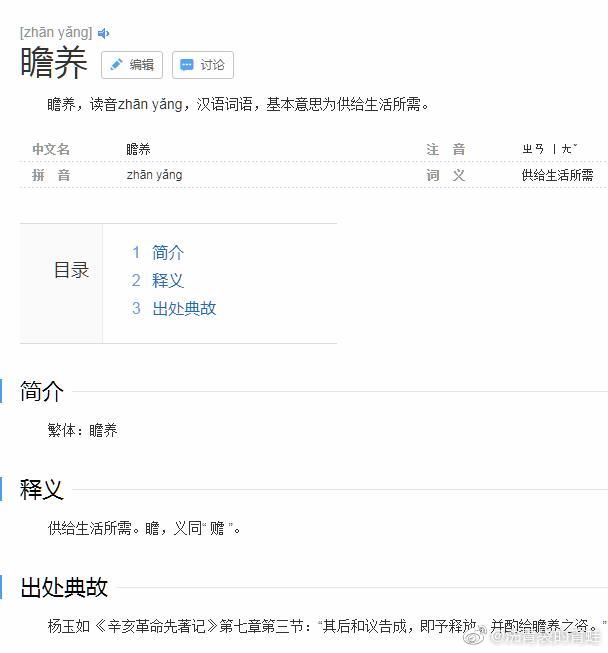 [zhān yǎng]
瞻养
编辑
讨论
瞻养，读音zhān yǎng，汉语词语，基本意思为供给生活所需。
中文名 瞻养 注 音 ㄓㄢ ㄧㄤˇ
拼 音 zhān yǎng 词 义 供给生活所需
目录
1 简介
2 释义
3 出处典故
简介
繁体：瞻养
释义
供给生活所需。瞻，义同“ 赡 ”。
出处典故
杨玉如《辛亥革命先著记》第七章第三节：“其后和议告成，即予释放，并酌给瞻养之资。”